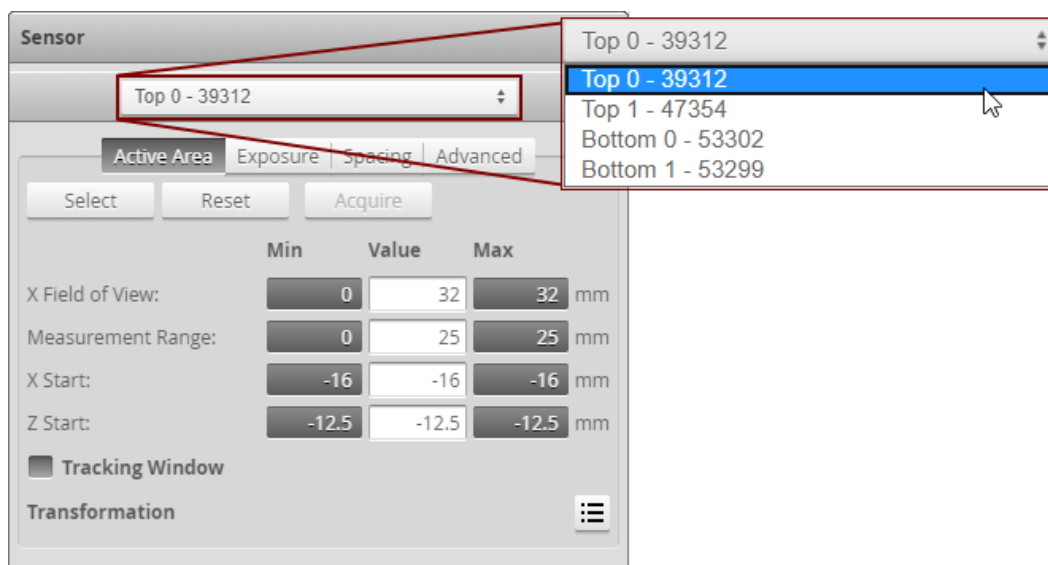 Sensor
Top 0 - 39312
Top 0 - 39312
Top 0 - 39312
Top 1 - 47354
Bottom 0 - 53302
Bottom 1 - 53299
Active Area Exposure Spacing Advanced
Select Reset Acquire
Min Value Max
X Field of View: 0 32 32 mm
Measurement Range: 0 25 25 mm
X Start: -16 -16 -16 mm
Z Start: -12.5 -12.5 -12.5 mm
Tracking Window
Transformation